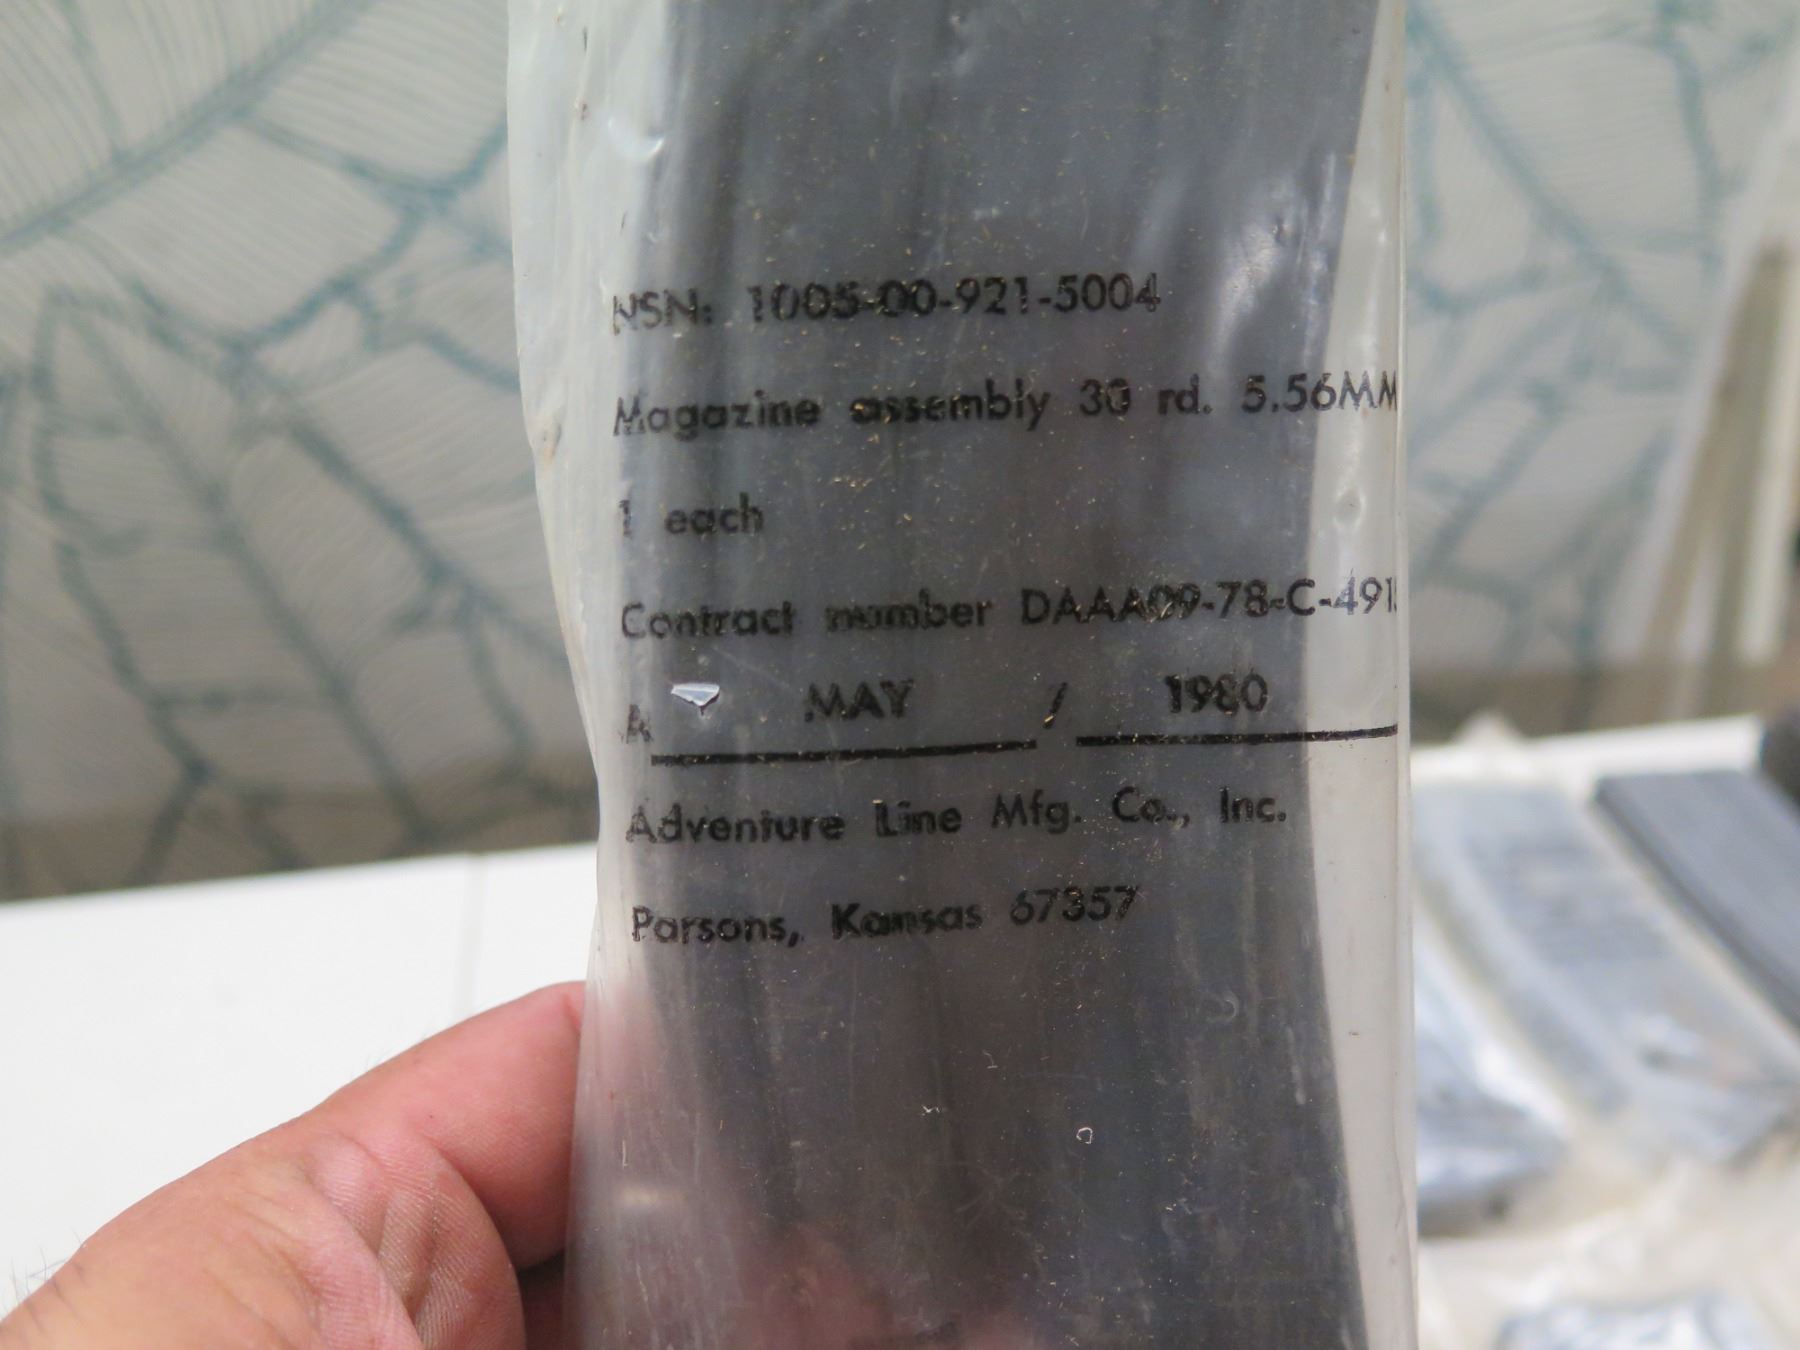 NSN: 1005-00-921-5004
Magazine assembly 30 rd. 5.56MM
1 each
Contract number DAAA09-78-C-491
A MAY / 1980
Adventure Line Mfg. Co., Inc.
Parsons, Kansas 67357